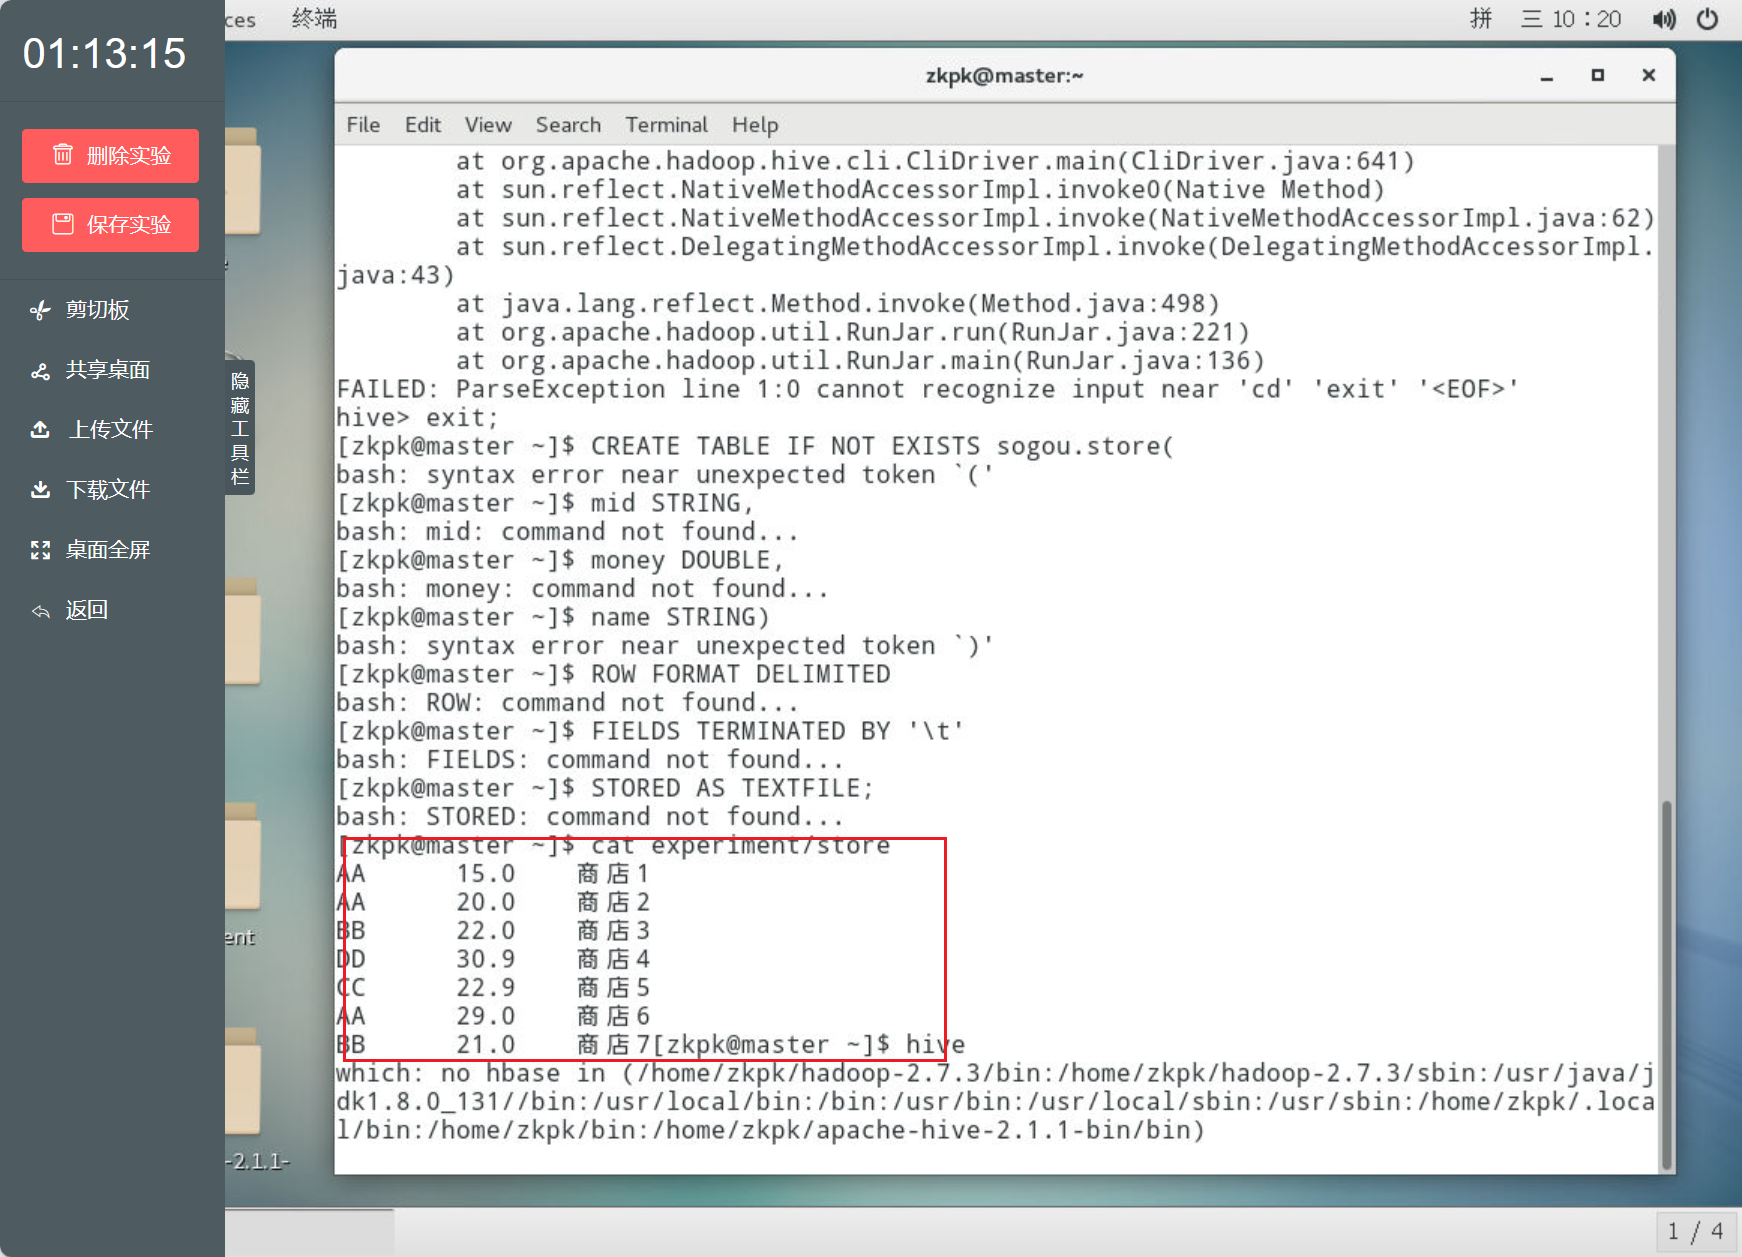 01:13:15
删除实验
保存实验
剪切板
共享桌面
上传文件
下载文件
桌面全屏
返回
隐藏工具栏
ces 终端
拼 三 10：20
zkpk@master:~
File Edit View Search Terminal Help
at org.apache.hadoop.hive.cli.CliDriver.main(CliDriver.java:641)
at sun.reflect.NativeMethodAccessorImpl.invoke0(Native Method)
at sun.reflect.NativeMethodAccessorImpl.invoke(NativeMethodAccessorImpl.java:62)
at sun.reflect.DelegatingMethodAccessorImpl.invoke(DelegatingMethodAccessorImpl.
java:43)
at java.lang.reflect.Method.invoke(Method.java:498)
at org.apache.hadoop.util.RunJar.run(RunJar.java:221)
at org.apache.hadoop.util.RunJar.main(RunJar.java:136)
FAILED: ParseException line 1:0 cannot recognize input near 'cd' 'exit' '<EOF>'
hive> exit;
[zkpk@master ~]$ CREATE TABLE IF NOT EXISTS sogou.store(
bash: syntax error near unexpected token `('
[zkpk@master ~]$ mid STRING,
bash: mid: command not found...
[zkpk@master ~]$ money DOUBLE,
bash: money: command not found...
[zkpk@master ~]$ name STRING)
bash: syntax error near unexpected token `)'
[zkpk@master ~]$ ROW FORMAT DELIMITED
bash: ROW: command not found...
[zkpk@master ~]$ FIELDS TERMINATED BY '\t'
bash: FIELDS: command not found...
[zkpk@master ~]$ STORED AS TEXTFILE;
bash: STORED: command not found...
[zkpk@master ~]$ cat experiment/store
AA 15.0 商店1
AA 20.0 商店2
BB 22.0 商店3
DD 30.9 商店4
CC 22.9 商店5
AA 29.0 商店6
BB 21.0 商店7[zkpk@master ~]$ hive
which: no hbase in (/home/zkpk/hadoop-2.7.3/bin:/home/zkpk/hadoop-2.7.3/sbin:/usr/java/j
dk1.8.0_131//bin:/usr/local/bin:/bin:/usr/bin:/usr/local/sbin:/usr/sbin:/home/zkpk/.loca
l/bin:/home/zkpk/bin:/home/zkpk/apache-hive-2.1.1-bin/bin)
ent
-2.1.1-
1 / 4